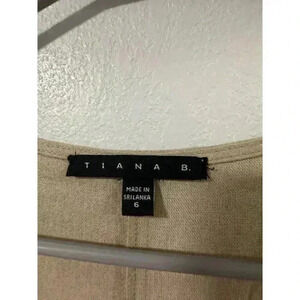 TIANA B.
MADE IN
SRI LANKA
6